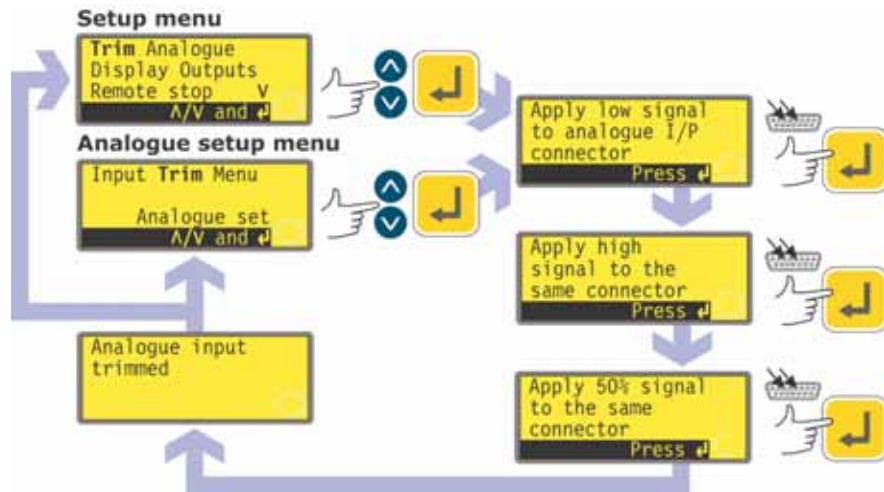 Setup menu
Trim Analogue
Display Outputs
Remote stop V
Λ/V and ↲
Analogue setup menu
Input Trim Menu
Analogue set
Λ/V and ↲
Analogue input
trimmed
Apply low signal
to analogue I/P
connector
Press ↲
Apply high
signal to the
same connector
Press ↲
Apply 50% signal
to the same
connector
Press ↲